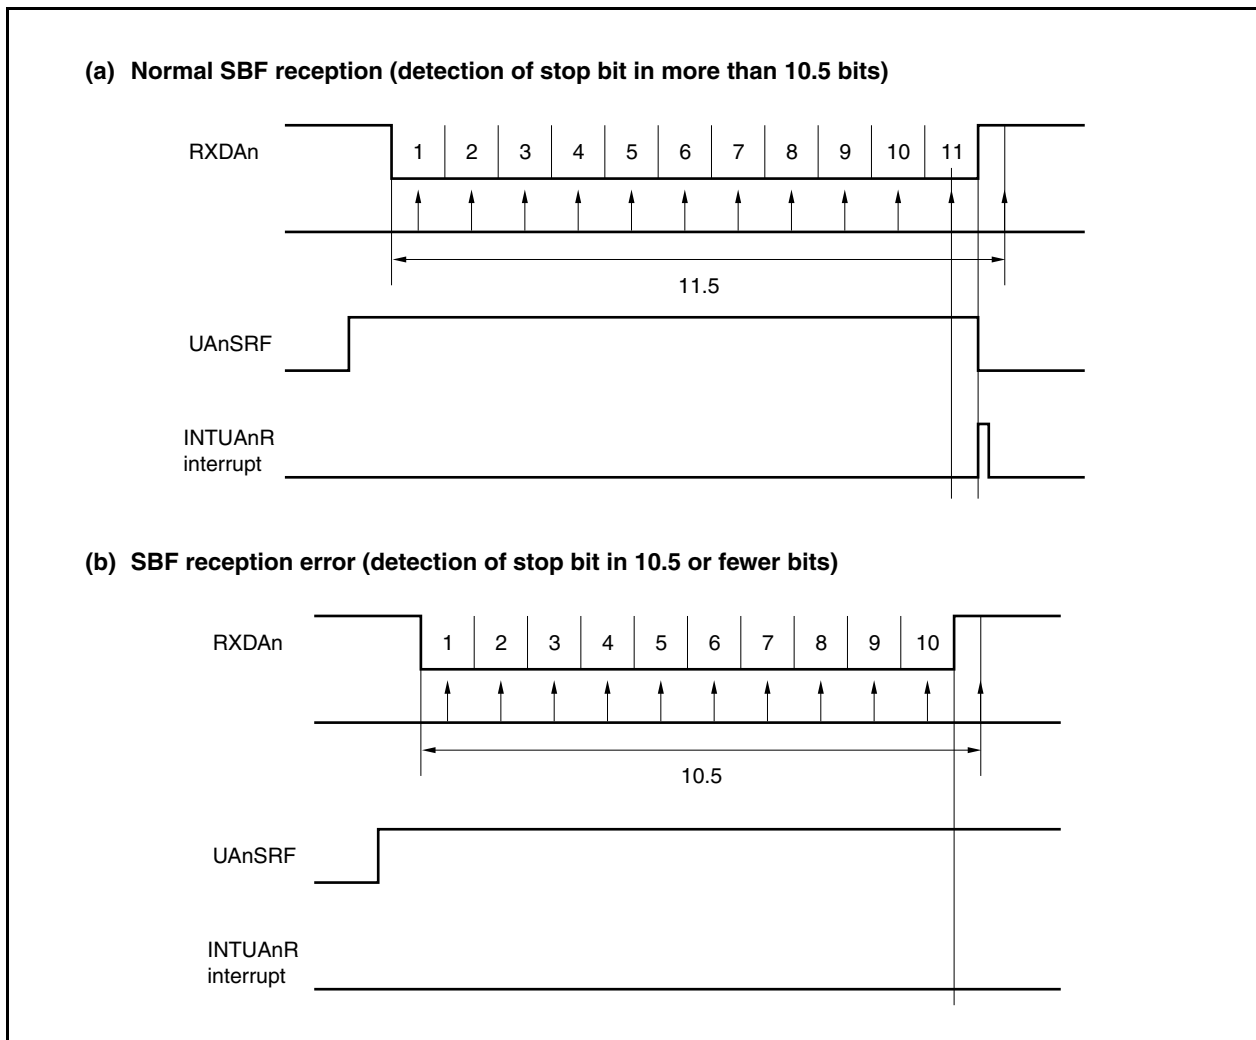 (a) Normal SBF reception (detection of stop bit in more than 10.5 bits)
RXDAn
1 2 3 4 5 6 7 8 9 10 11
11.5
UAnSRF
INTUAnR
interrupt
(b) SBF reception error (detection of stop bit in 10.5 or fewer bits)
RXDAn
1 2 3 4 5 6 7 8 9 10
10.5
UAnSRF
INTUAnR
interrupt